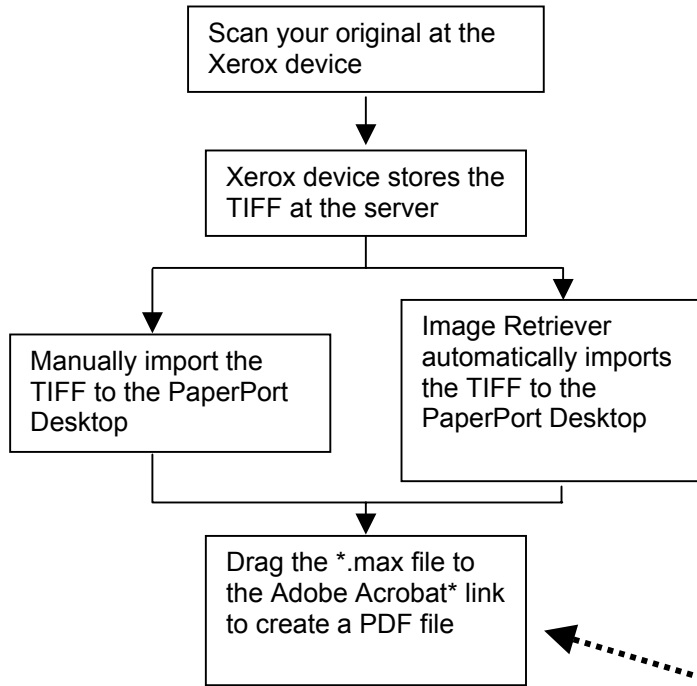 Scan your original at the
Xerox device
Xerox device stores the
TIFF at the server
Manually import the
TIFF to the PaperPort
Desktop
Image Retriever
automatically imports
the TIFF to the
PaperPort Desktop
Drag the *.max file to
the Adobe Acrobat* link
to create a PDF file